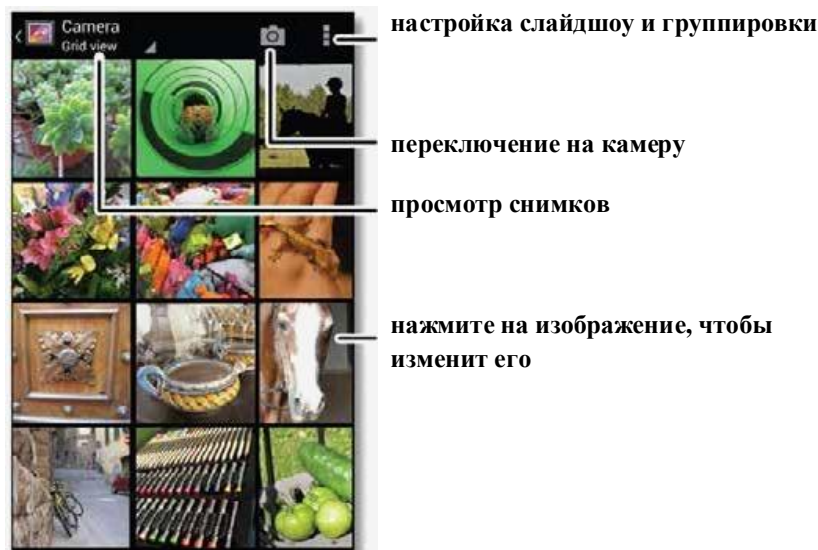 Camera
Grid view
настройка слайдшоу и группировки
переключение на камеру
просмотр снимков
нажмите на изображение, чтобы
изменит его